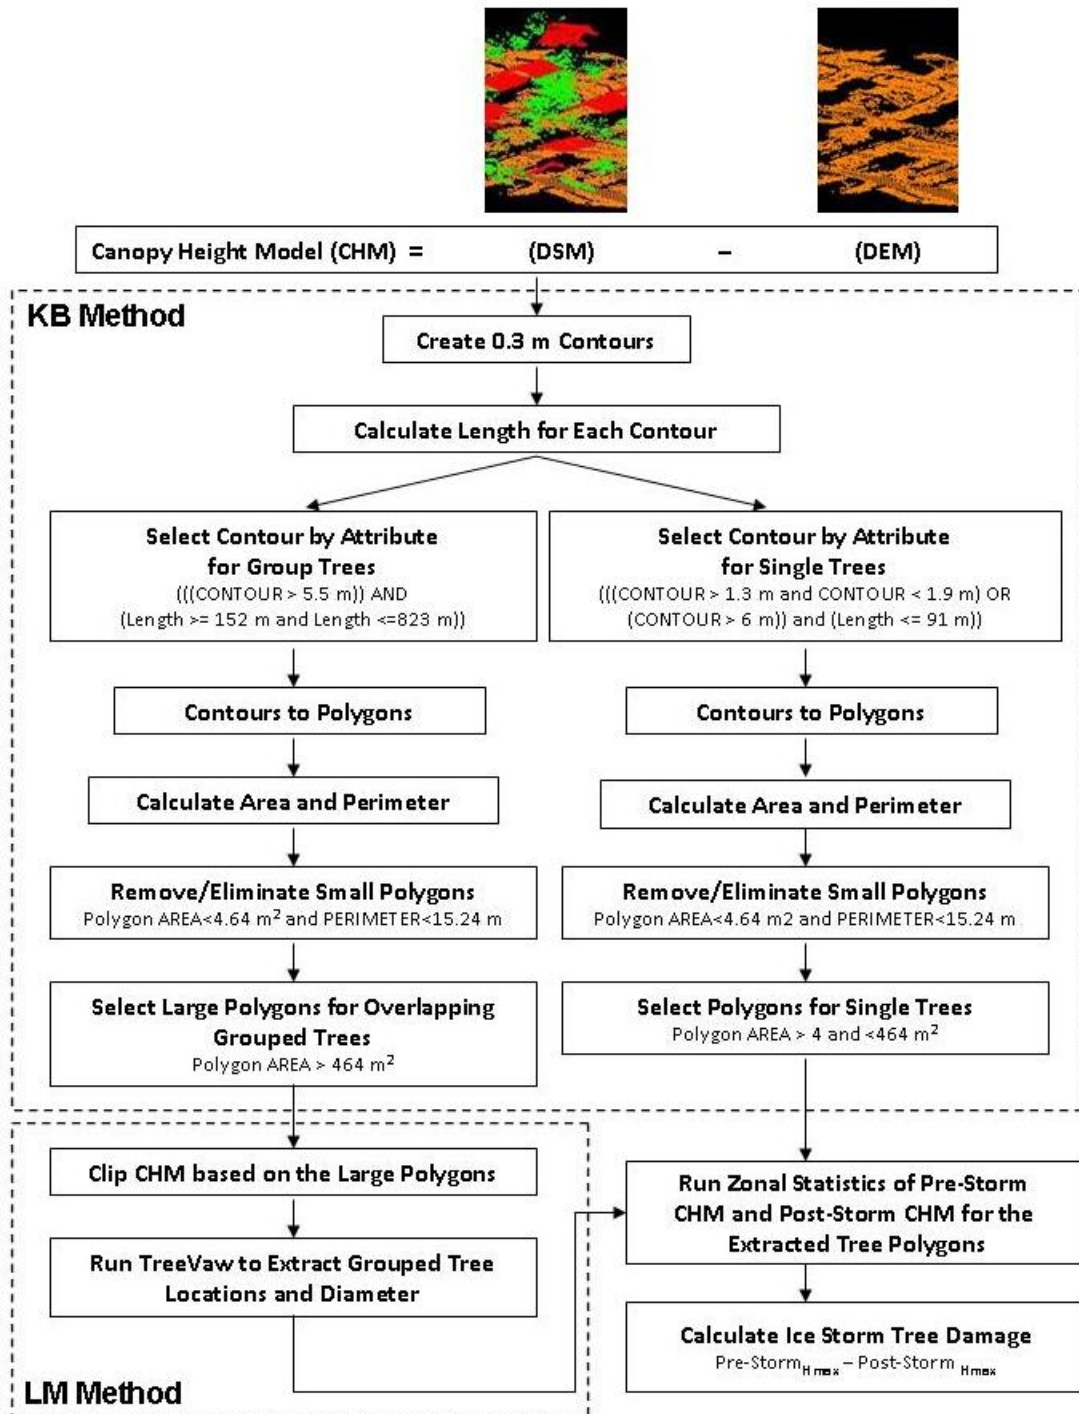 Canopy Height Model (CHM) = (DSM) – (DEM)
KB Method
Create 0.3 m Contours
Calculate Length for Each Contour
Select Contour by Attribute
for Group Trees
(((CONTOUR > 5.5 m)) AND
(Length >= 152 m and Length <=823 m))
Select Contour by Attribute
for Single Trees
(((CONTOUR > 1.3 m and CONTOUR < 1.9 m) OR
(CONTOUR > 6 m)) and (Length <= 91 m))
Contours to Polygons
Contours to Polygons
Calculate Area and Perimeter
Calculate Area and Perimeter
Remove/Eliminate Small Polygons
Polygon AREA<4.64 m² and PERIMETER<15.24 m
Remove/Eliminate Small Polygons
Polygon AREA<4.64 m2 and PERIMETER<15.24 m
Select Large Polygons for Overlapping
Grouped Trees
Polygon AREA > 464 m²
Select Polygons for Single Trees
Polygon AREA > 4 and <464 m²
Clip CHM based on the Large Polygons
Run TreeVaw to Extract Grouped Tree
Locations and Diameter
LM Method
Run Zonal Statistics of Pre-Storm
CHM and Post-Storm CHM for the
Extracted Tree Polygons
Calculate Ice Storm Tree Damage
Pre-Storm Hmax – Post-Storm Hmax